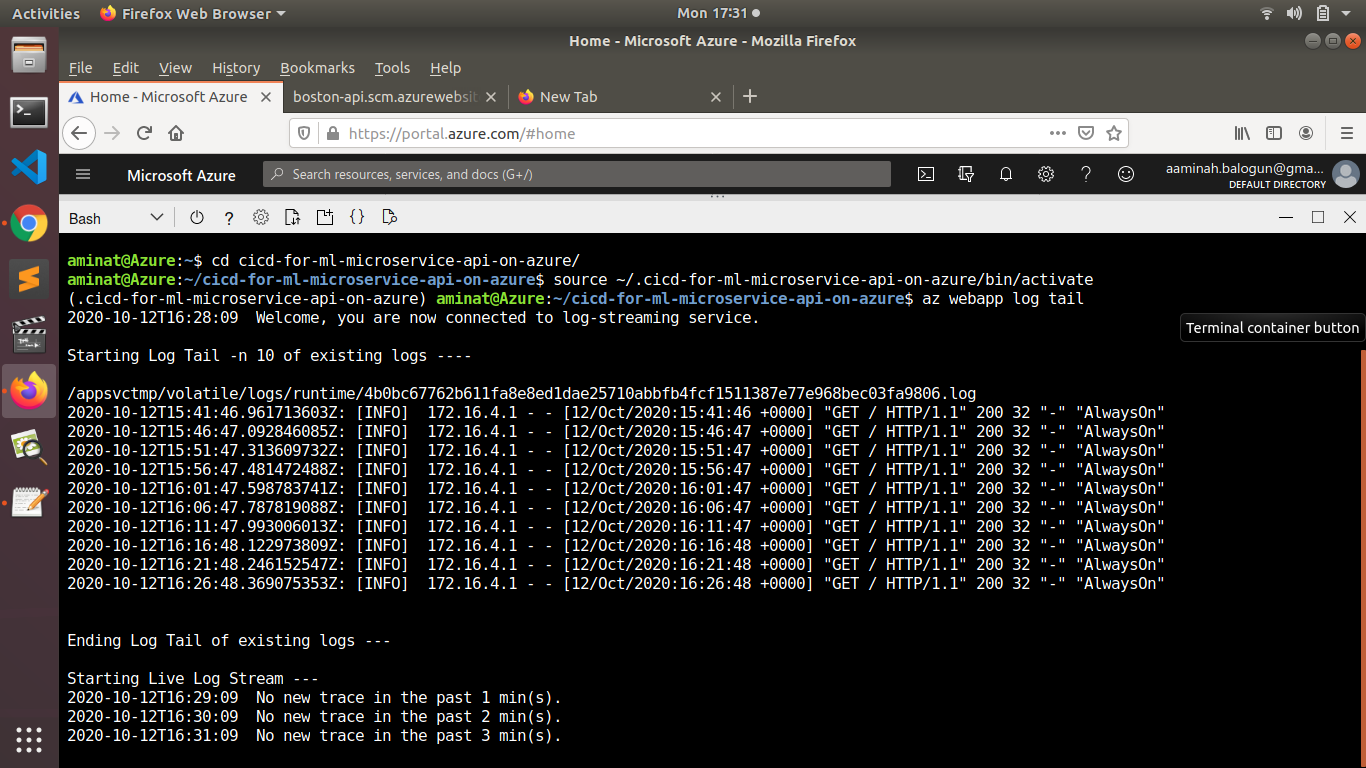 Activities
Firefox Web Browser
Mon 17:31
Home - Microsoft Azure - Mozilla Firefox
File Edit View History Bookmarks Tools Help
Home - Microsoft Azure
boston-api.scm.azurewebsit
New Tab
https://portal.azure.com/#home
Microsoft Azure
Search resources, services, and docs (G+/)
aaminah.balogun@gma...
DEFAULT DIRECTORY
Bash
aminat@Azure:~$ cd cicd-for-ml-microservice-api-on-azure/
aminat@Azure:~/cicd-for-ml-microservice-api-on-azure$ source ~/.cicd-for-ml-microservice-api-on-azure/bin/activate
(.cicd-for-ml-microservice-api-on-azure) aminat@Azure:~/cicd-for-ml-microservice-api-on-azure$ az webapp log tail
2020-10-12T16:28:09  Welcome, you are now connected to log-streaming service.
Terminal container button
Starting Log Tail -n 10 of existing logs ----
/appsvctmp/volatile/logs/runtime/4b0bc67762b611fa8e8ed1dae25710abbfb4fcf1511387e77e968bec03fa9806.log
2020-10-12T15:41:46.961713603Z: [INFO]  172.16.4.1 - - [12/Oct/2020:15:41:46 +0000] "GET / HTTP/1.1" 200 32 "-" "AlwaysOn"
2020-10-12T15:46:47.092846085Z: [INFO]  172.16.4.1 - - [12/Oct/2020:15:46:47 +0000] "GET / HTTP/1.1" 200 32 "-" "AlwaysOn"
2020-10-12T15:51:47.313609732Z: [INFO]  172.16.4.1 - - [12/Oct/2020:15:51:47 +0000] "GET / HTTP/1.1" 200 32 "-" "AlwaysOn"
2020-10-12T15:56:47.481472488Z: [INFO]  172.16.4.1 - - [12/Oct/2020:15:56:47 +0000] "GET / HTTP/1.1" 200 32 "-" "AlwaysOn"
2020-10-12T16:01:47.598783741Z: [INFO]  172.16.4.1 - - [12/Oct/2020:16:01:47 +0000] "GET / HTTP/1.1" 200 32 "-" "AlwaysOn"
2020-10-12T16:06:47.787819088Z: [INFO]  172.16.4.1 - - [12/Oct/2020:16:06:47 +0000] "GET / HTTP/1.1" 200 32 "-" "AlwaysOn"
2020-10-12T16:11:47.993006013Z: [INFO]  172.16.4.1 - - [12/Oct/2020:16:11:47 +0000] "GET / HTTP/1.1" 200 32 "-" "AlwaysOn"
2020-10-12T16:16:48.122973809Z: [INFO]  172.16.4.1 - - [12/Oct/2020:16:16:48 +0000] "GET / HTTP/1.1" 200 32 "-" "AlwaysOn"
2020-10-12T16:21:48.246152547Z: [INFO]  172.16.4.1 - - [12/Oct/2020:16:21:48 +0000] "GET / HTTP/1.1" 200 32 "-" "AlwaysOn"
2020-10-12T16:26:48.369075353Z: [INFO]  172.16.4.1 - - [12/Oct/2020:16:26:48 +0000] "GET / HTTP/1.1" 200 32 "-" "AlwaysOn"
Ending Log Tail of existing logs ---
Starting Live Log Stream ---
2020-10-12T16:29:09  No new trace in the past 1 min(s).
2020-10-12T16:30:09  No new trace in the past 2 min(s).
2020-10-12T16:31:09  No new trace in the past 3 min(s).